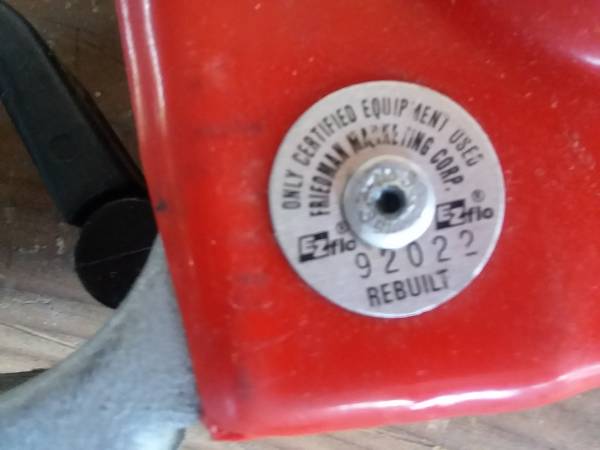 ONLY CERTIFIED EQUIPMENT USED
FRIEDMAN MARKETING CORP.
EZflo®
EZflo®
92022
REBUILT